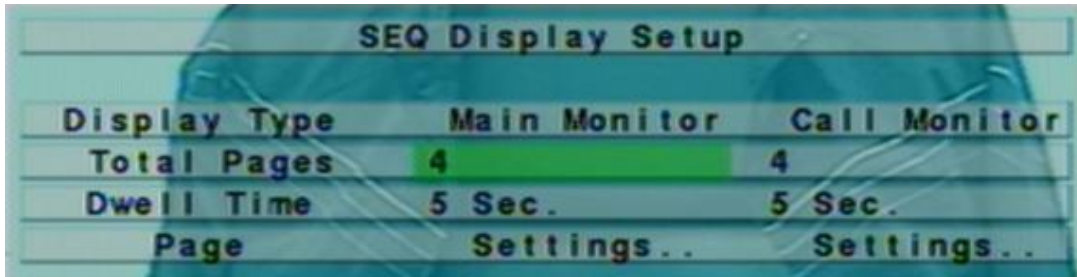 SEQ Display Setup
Display Type Main Monitor Call Monitor
Total Pages 4 4
Dwell Time 5 Sec. 5 Sec.
Page Settings.. Settings..